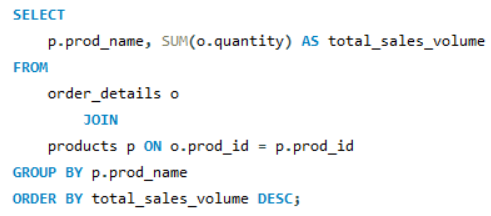 SELECT
    p.prod_name, SUM(o.quantity) AS total_sales_volume
FROM
    order_details o
        JOIN
    products p ON o.prod_id = p.prod_id
GROUP BY p.prod_name
ORDER BY total_sales_volume DESC;